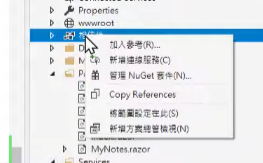 Properties
wwwroot
加入參考(R)...
新增連線服務(C)
管理 NuGet 套件(N)...
Copy References
將範圍設定在此(S)
新增方案總管檢視(N)
MyNotes.razor
Services